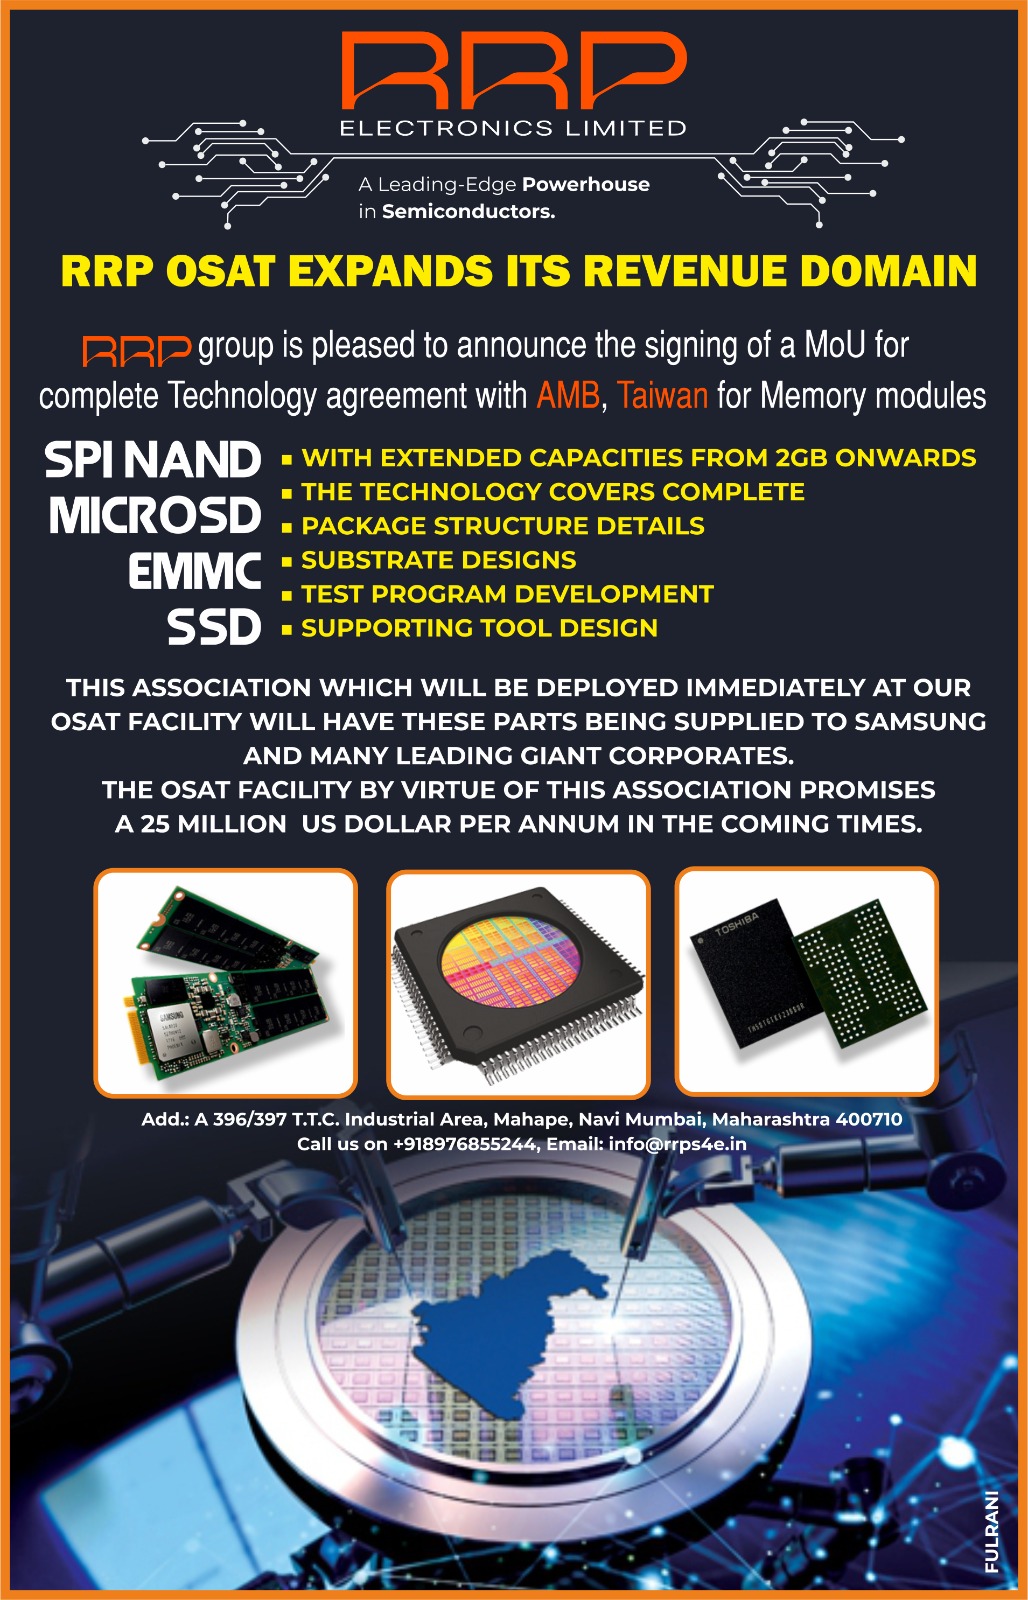 RRP
ELECTRONICS LIMITED
A Leading-Edge Powerhouse
in Semiconductors.
RRP OSAT EXPANDS ITS REVENUE DOMAIN
RRP group is pleased to announce the signing of a MoU for
complete Technology agreement with AMB, Taiwan for Memory modules
SPI NAND
MICROSD
EMMC
SSD
▪ WITH EXTENDED CAPACITIES FROM 2GB ONWARDS
▪ THE TECHNOLOGY COVERS COMPLETE
▪ PACKAGE STRUCTURE DETAILS
▪ SUBSTRATE DESIGNS
▪ TEST PROGRAM DEVELOPMENT
▪ SUPPORTING TOOL DESIGN
THIS ASSOCIATION WHICH WILL BE DEPLOYED IMMEDIATELY AT OUR
OSAT FACILITY WILL HAVE THESE PARTS BEING SUPPLIED TO SAMSUNG
AND MANY LEADING GIANT CORPORATES.
THE OSAT FACILITY BY VIRTUE OF THIS ASSOCIATION PROMISES
A 25 MILLION  US DOLLAR PER ANNUM IN THE COMING TIMES.
SAMSUNG
TOSHIBA
Add.: A 396/397 T.T.C. Industrial Area, Mahape, Navi Mumbai, Maharashtra 400710
Call us on +918976855244, Email: info@rrps4e.in
FULRANI